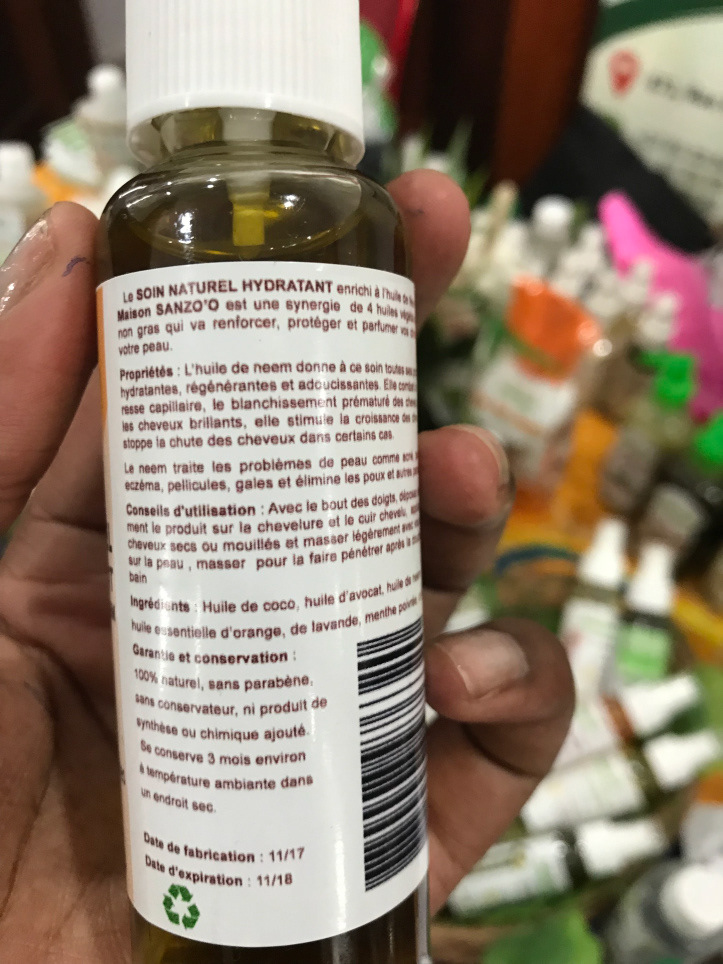 Le SOIN NATUREL HYDRATANT enrichi à l'huile de
Maison SANZO'O est une synergie de 4 huiles
non gras qui va renforcer, protéger et parfumer vos
votre peau.
Propriétés : L'huile de neem donne à ce soin toutes
hydratantes, régénérantes et adoucissantes. Elle
resse capillaire, le blanchissement prématuré des
les cheveux brillants, elle stimule la croissance des
stoppe la chute des cheveux dans certains cas.
Le neem traite les problèmes de peau comme
eczéma, pellicules, gales et élimine les poux et
Conseils d'utilisation : Avec le bout des doigts,
ment le produit sur la chevelure et le cuir chevelu,
cheveux secs ou mouillés et masser légèrement avec
sur la peau , masser pour la faire pénétrer après la
bain
Ingrédients : Huile de coco, huile d'avocat, huile de
huile essentielle d'orange, de lavande, menthe poivrée,
Garantie et conservation :
100% naturel, sans parabène,
sans conservateur, ni produit de
synthèse ou chimique ajouté.
Se conserve 3 mois environ
à température ambiante dans
un endroit sec.
Date de fabrication : 11/17
Date d'expiration : 11/18